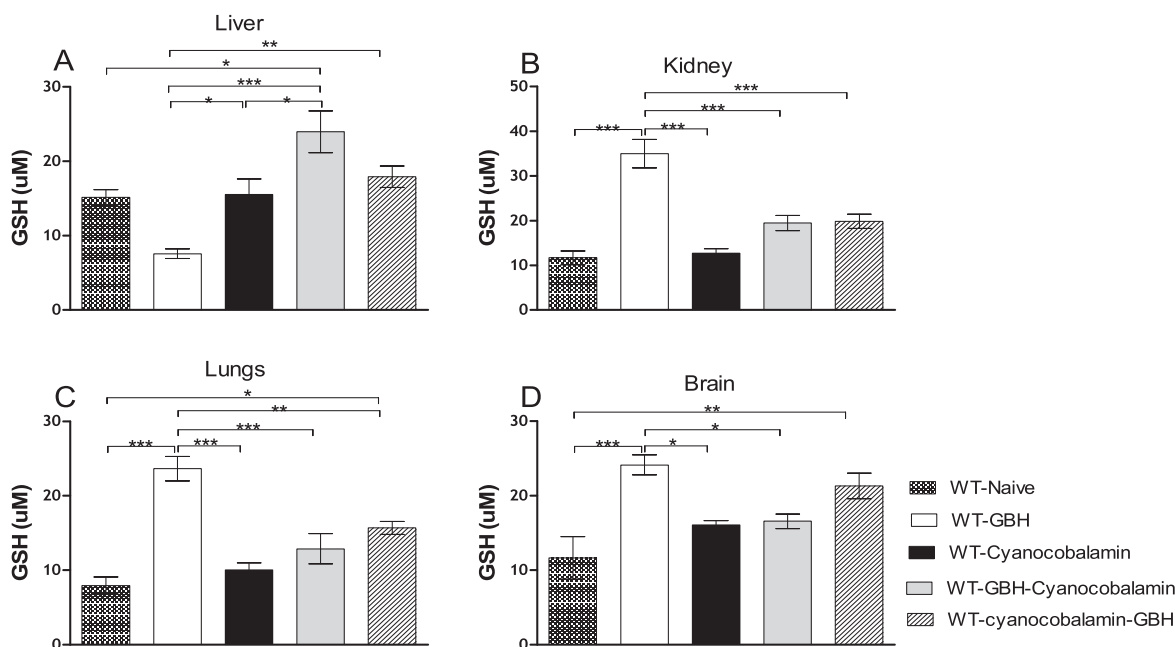 Liver
A
**
*
***
*
*
30
20
10
0
GSH (uM)
B
Kidney
***
***
***
***
50
40
30
20
10
0
GSH (uM)
C
Lungs
*
**
***
***
***
30
20
10
0
GSH (uM)
D
Brain
**
*
***
*
30
20
10
0
GSH (uM)
WT-Naive
WT-GBH
WT-Cyanocobalamin
WT-GBH-Cyanocobalamin
WT-cyanocobalamin-GBH